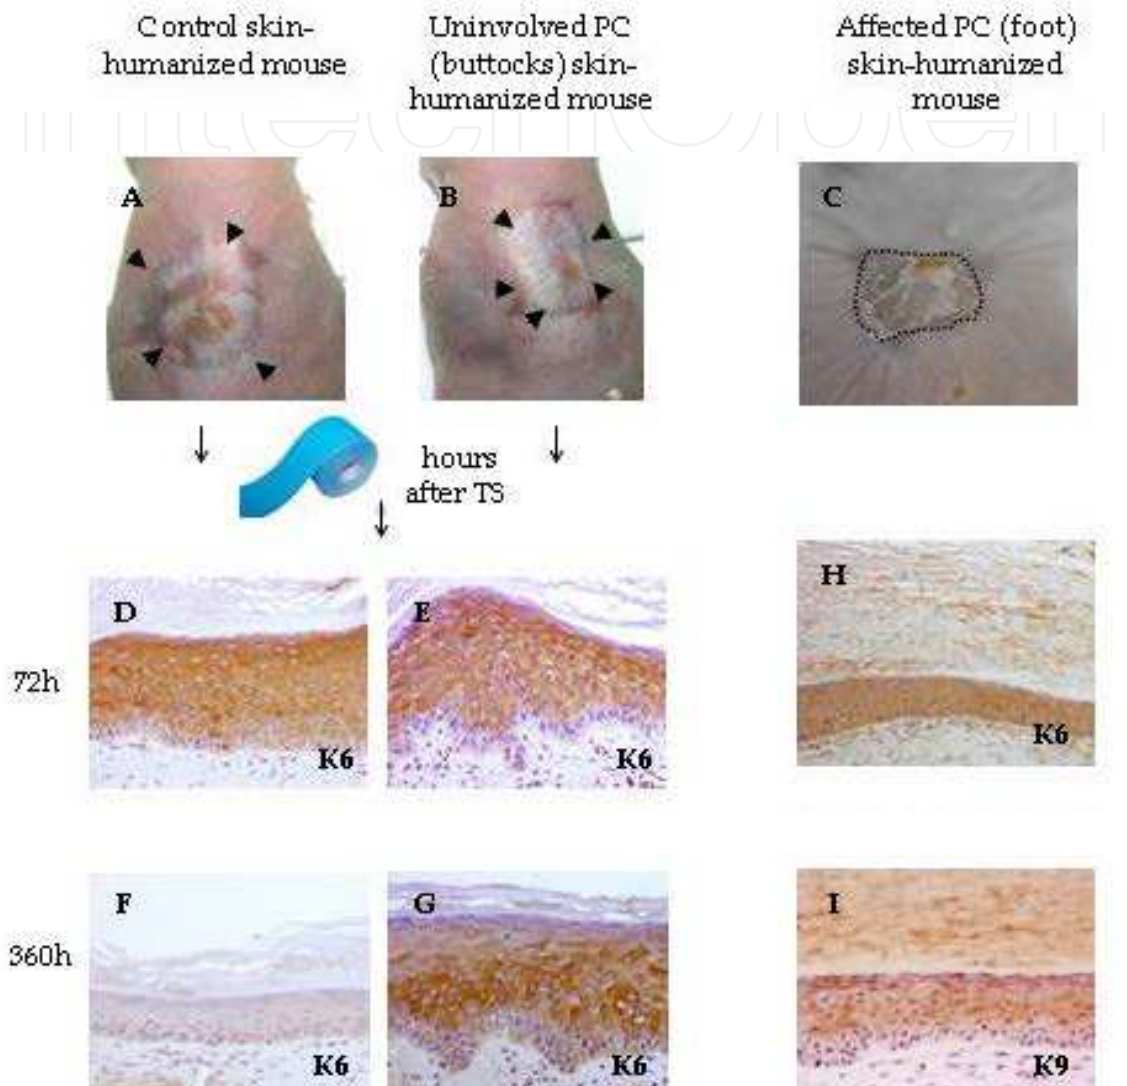 Control skin-
humanized mouse
Uninvolved PC
(buttocks) skin-
humanized mouse
Affected PC (foot)
skin-humanized
mouse
A
B
C
hours
after TS
72h
D
K6
E
K6
H
K6
360h
F
K6
G
K6
I
K9